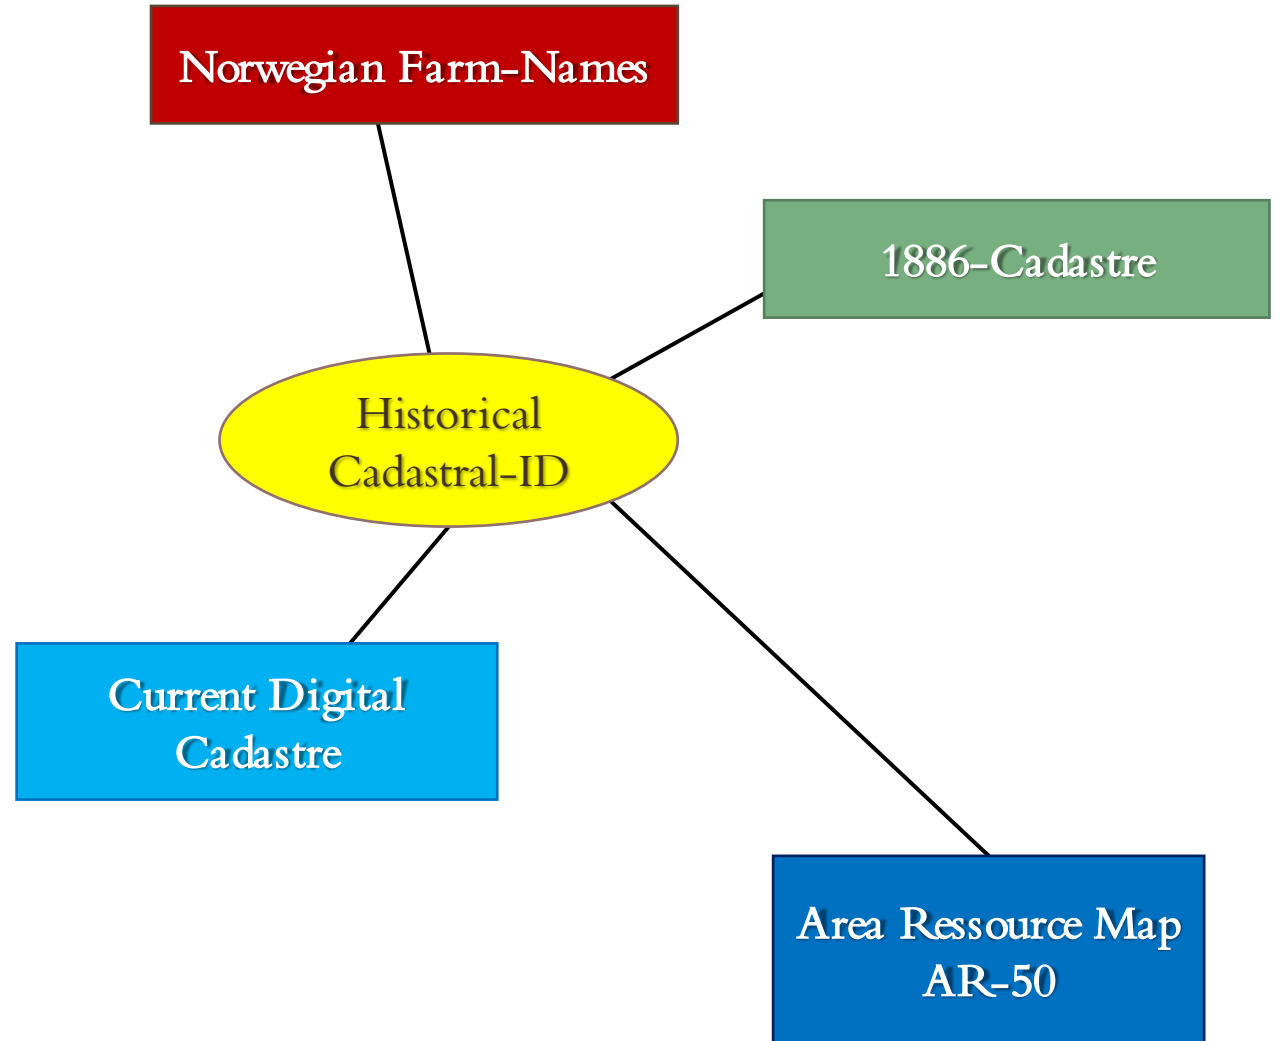 Norwegian Farm-Names
1886-Cadastre
Historical
Cadastral-ID
Current Digital
Cadastre
Area Ressource Map
AR-50